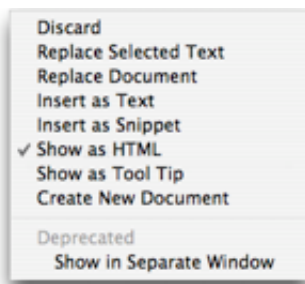 Discard
Replace Selected Text
Replace Document
Insert as Text
Insert as Snippet
✓ Show as HTML
Show as Tool Tip
Create New Document
Deprecated
Show in Separate Window